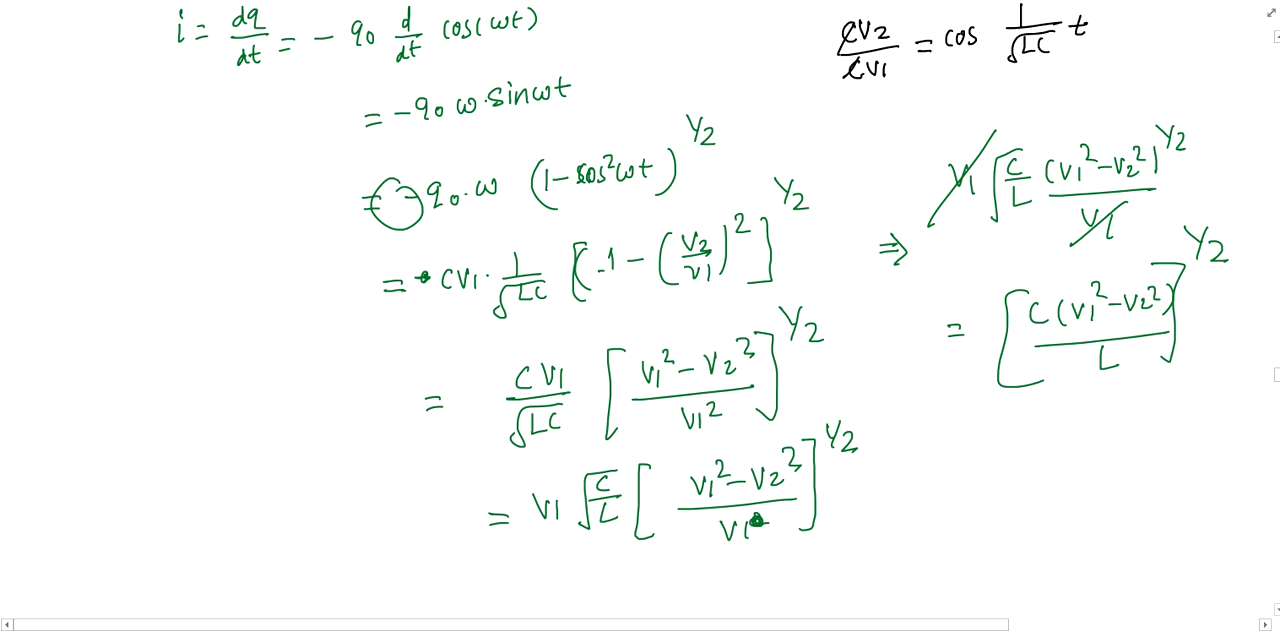 i = dq/dt = - q0 d/dt cos(ωt)
= -q0 ω.sinωt
= - q0.ω (1-cos²ωt)^1/2
= CV1. 1/√LC [.1-(V2/V1)²]^1/2
= CV1/√LC [V1²-V2²/V1²]^1/2
= V1 √C/L [V1²-V2²/V1]^1/2
CV2/CV1 = cos 1/√LC t
⇒ V1 √C/L (V1²-V2²)^1/2/V1
= [C(V1²-V2²)/L]^1/2